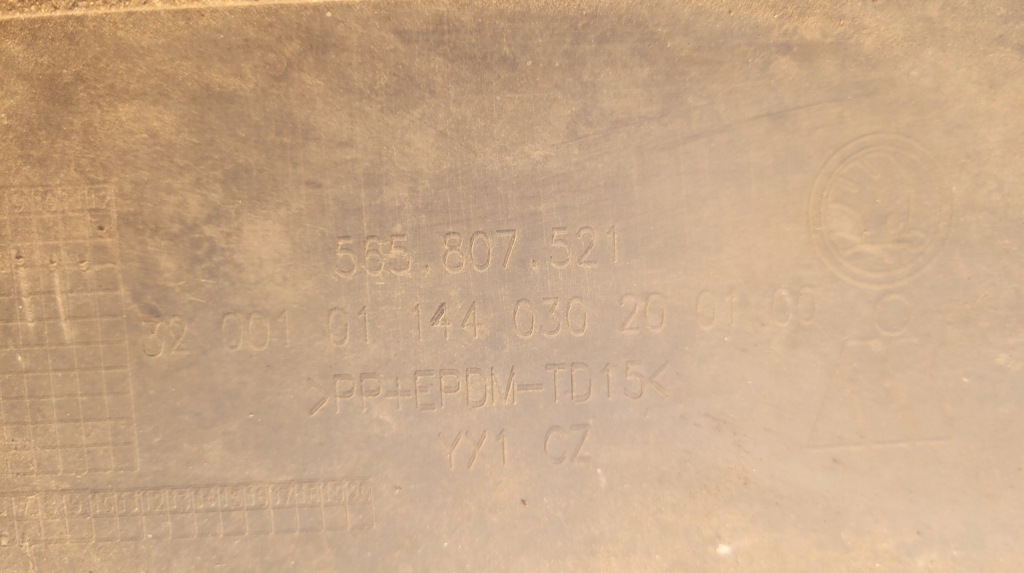 565.807.521
32 001 01 144 030 20 01 00
>PP+EPDM-TD15<
YX1 CZ